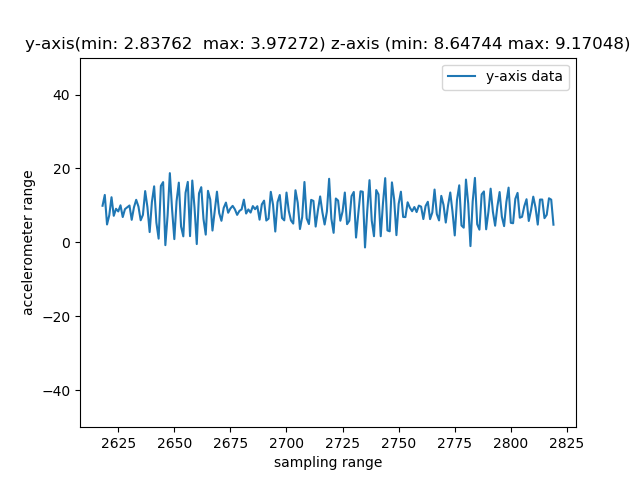 y-axis(min: 2.83762  max: 3.97272) z-axis (min: 8.64744 max: 9.17048)
y-axis data
40
20
0
−20
−40
accelerometer range
2625 2650 2675 2700 2725 2750 2775 2800 2825
sampling range